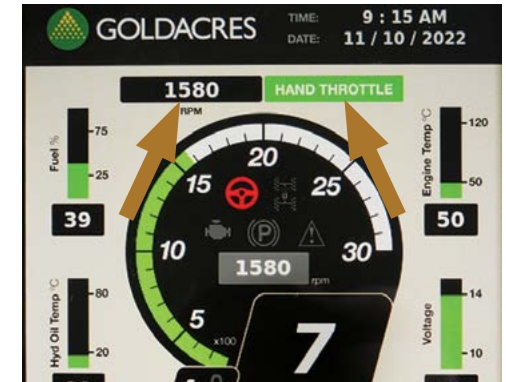 GOLDACRES
TIME: 9 : 15 AM
DATE: 11 / 10 / 2022
1580 HAND THROTTLE
RPM
Fuel %
75
25
39
Engine Temp °C
120
50
50
5
10
15
20
25
30
x100
P
1580
rpm
Hyd Oil Temp °C
80
20
7
Voltage
14
10